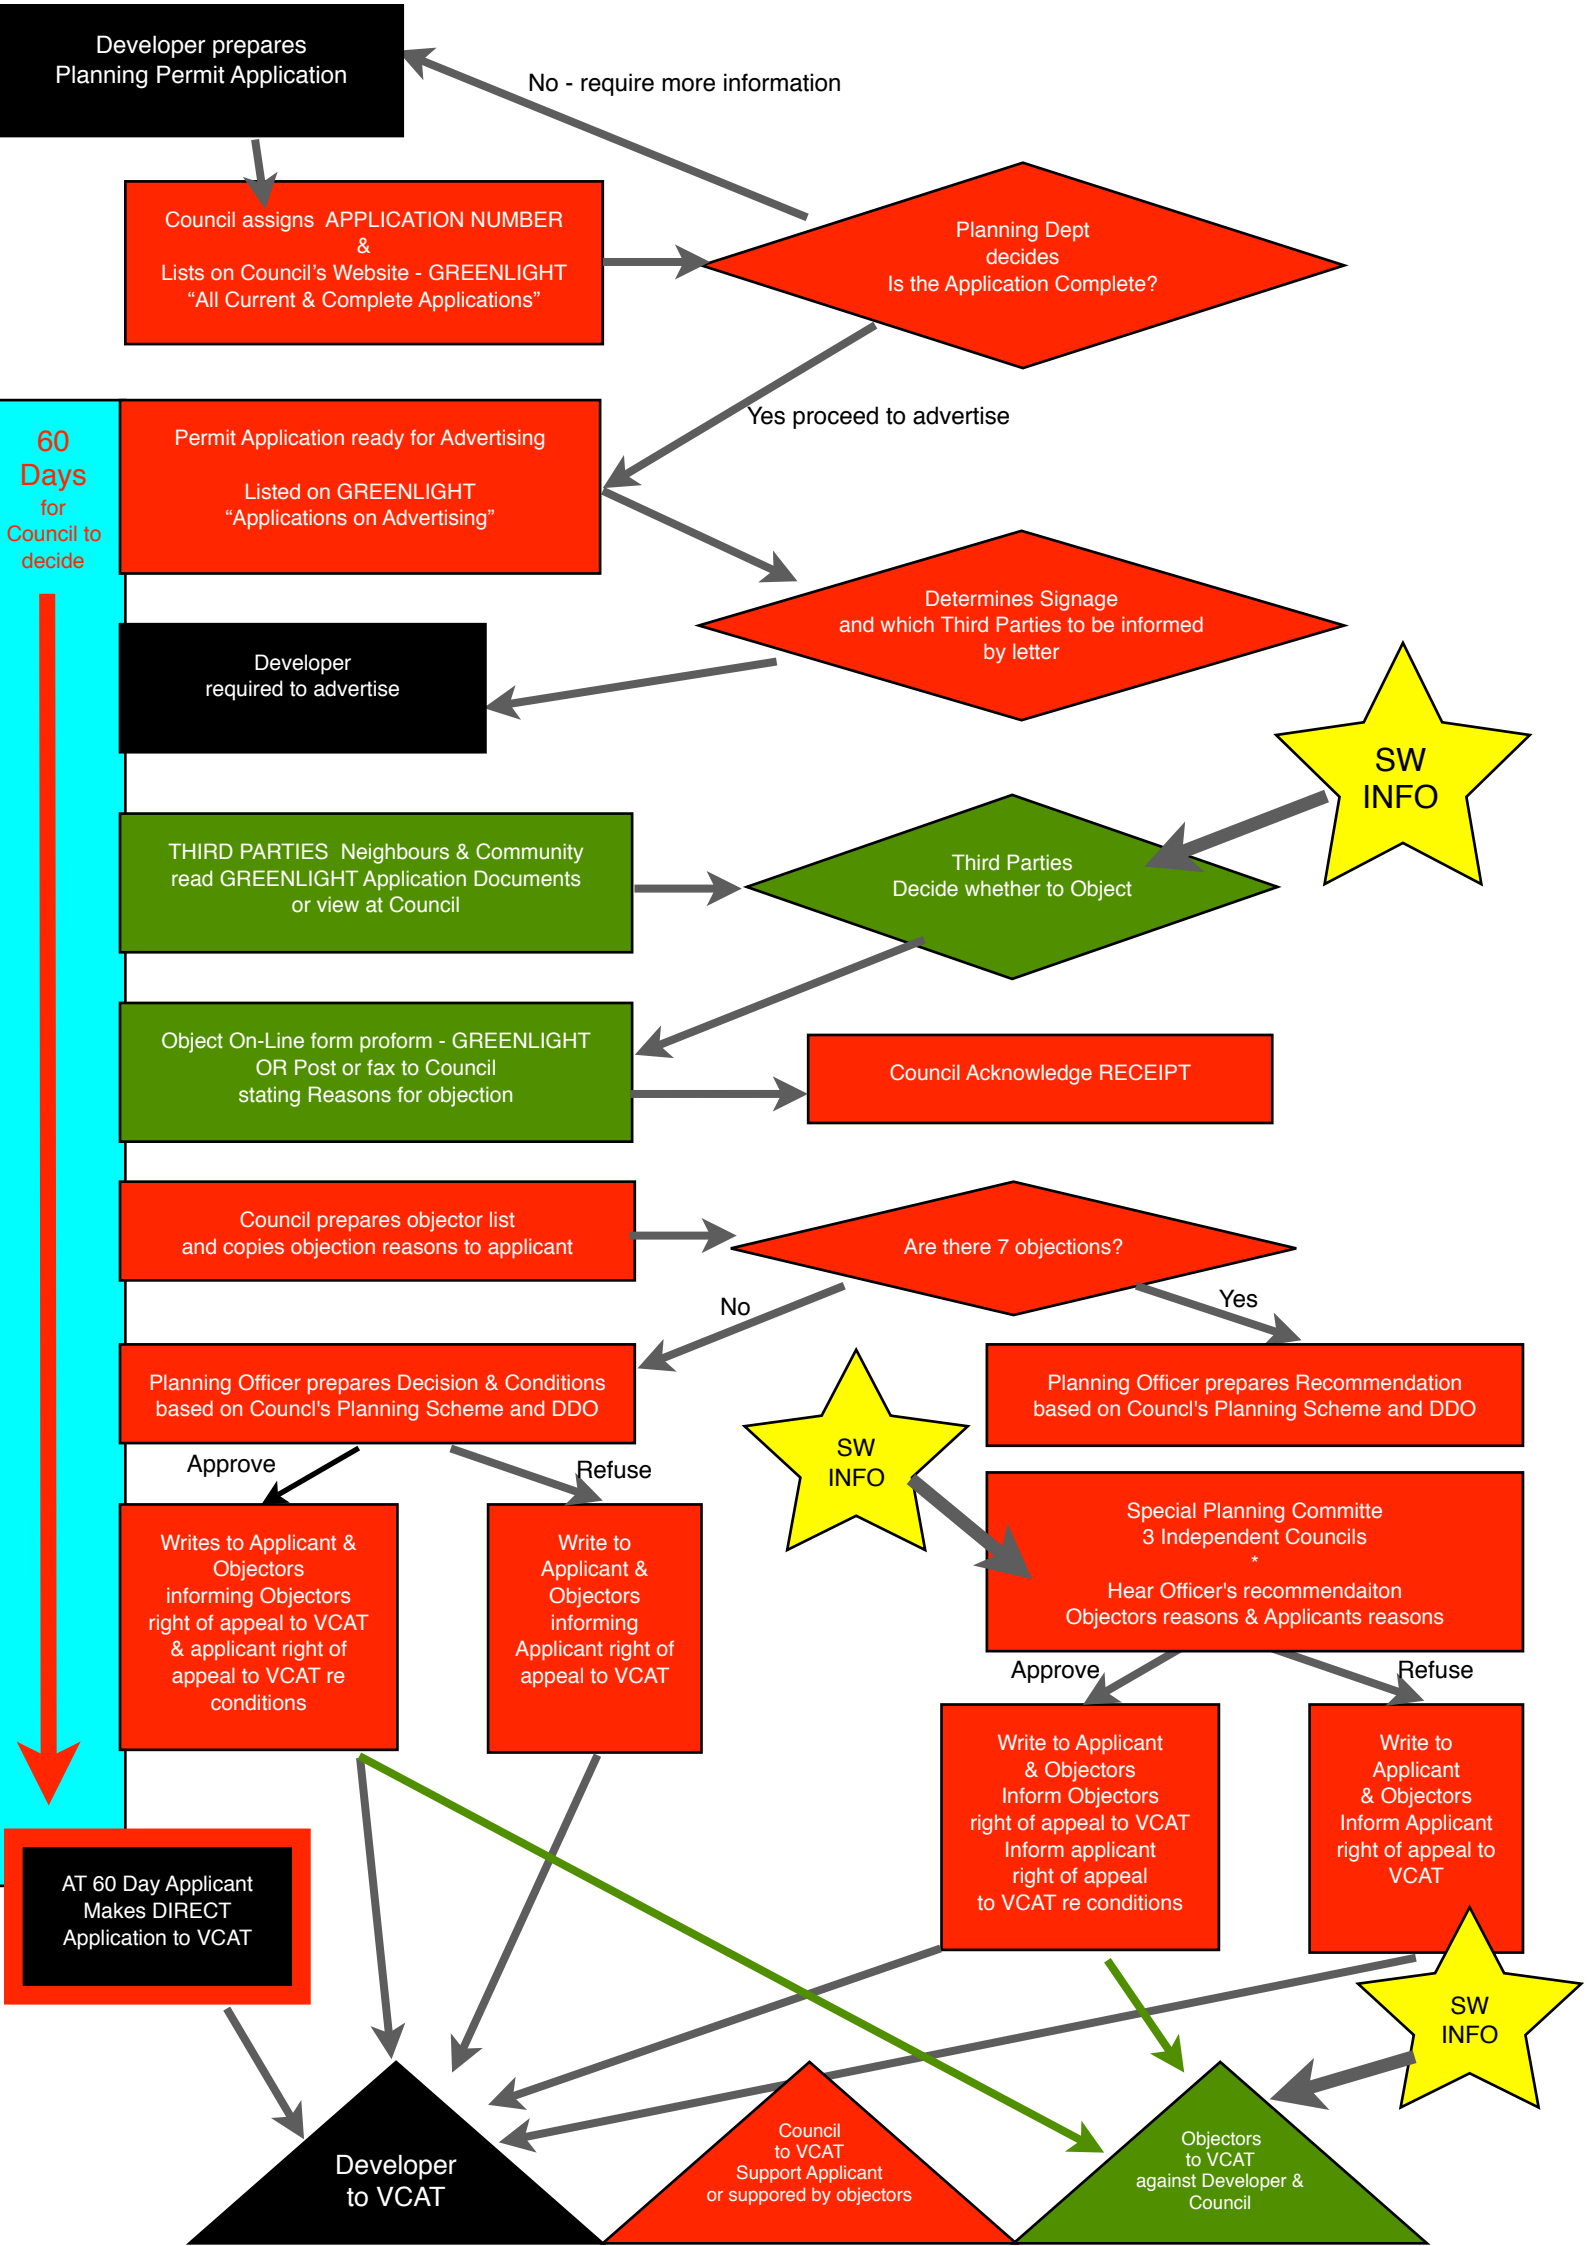 Developer prepares
Planning Permit Application
No - require more information
Council assigns  APPLICATION NUMBER
&
Lists on Council's Website - GREENLIGHT
“All Current & Complete Applications”
Planning Dept
decides
Is the Application Complete?
Yes proceed to advertise
60
Days
for
Council to
decide
Permit Application ready for Advertising
Listed on GREENLIGHT
“Applications on Advertising”
Determines Signage
and which Third Parties to be informed
by letter
Developer
required to advertise
SW
INFO
THIRD PARTIES  Neighbours & Community
read GREENLIGHT Application Documents
or view at Council
Third Parties
Decide whether to Object
Object On-Line form proform - GREENLIGHT
OR Post or fax to Council
stating Reasons for objection
Council Acknowledge RECEIPT
Council prepares objector list
and copies objection reasons to applicant
Are there 7 objections?
No
Yes
Planning Officer prepares Decision & Conditions
based on Councl's Planning Scheme and DDO
Planning Officer prepares Recommendation
based on Councl's Planning Scheme and DDO
SW
INFO
Approve
Refuse
Writes to Applicant &
Objectors
informing Objectors
right of appeal to VCAT
& applicant right of
appeal to VCAT re
conditions
Write to
Applicant &
Objectors
informing
Applicant right of
appeal to VCAT
Special Planning Committe
3 Independent Councils
*
Hear Officer's recommendaiton
Objectors reasons & Applicants reasons
Approve
Refuse
Write to Applicant
& Objectors
Inform Objectors
right of appeal to VCAT
Inform applicant
right of appeal
to VCAT re conditions
Write to
Applicant
& Objectors
Inform Applicant
right of appeal to
VCAT
AT 60 Day Applicant
Makes DIRECT
Application to VCAT
SW
INFO
Developer
to VCAT
Council
to VCAT
Support Applicant
or suppored by objectors
Objectors
to VCAT
against Developer &
Council